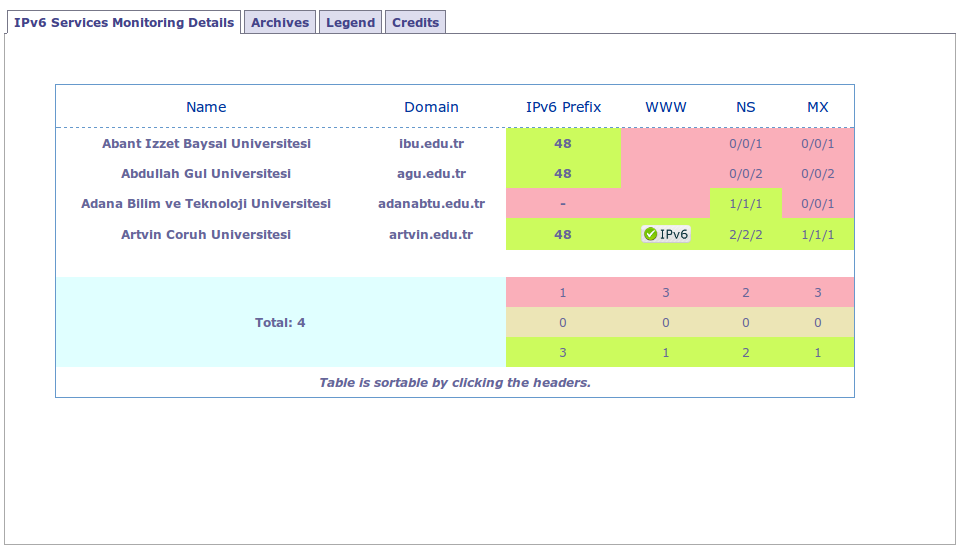 IPv6 Services Monitoring Details Archives Legend Credits
Name Domain IPv6 Prefix WWW NS MX
Abant Izzet Baysal Universitesi ibu.edu.tr 48 0/0/1 0/0/1
Abdullah Gul Universitesi agu.edu.tr 48 0/0/2 0/0/2
Adana Bilim ve Teknoloji Universitesi adanabtu.edu.tr - 1/1/1 0/0/1
Artvin Coruh Universitesi artvin.edu.tr 48 IPv6 2/2/2 1/1/1
1 3 2 3
Total: 4 0 0 0 0
3 1 2 1
Table is sortable by clicking the headers.